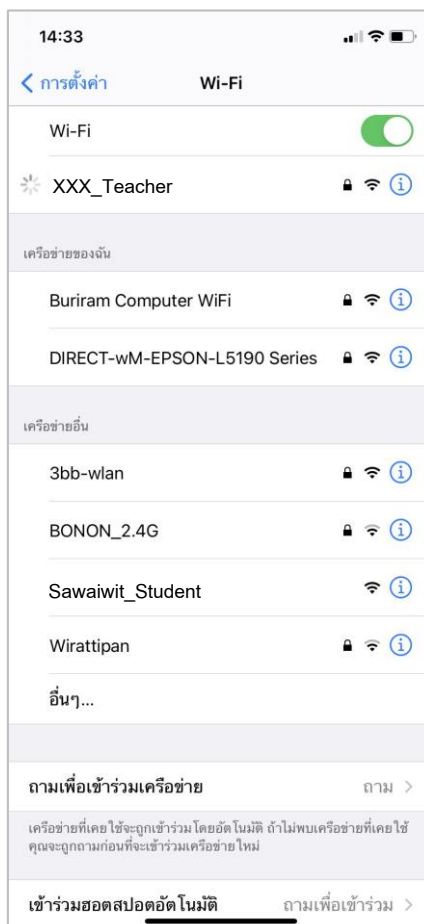 14:33
การตั้งค่า Wi-Fi
Wi-Fi
XXX_Teacher
เครือข่ายของฉัน
Buriram Computer WiFi
DIRECT-wM-EPSON-L5190 Series
เครือข่ายอื่น
3bb-wlan
BONON_2.4G
Sawaiwit_Student
Wirattipan
อื่นๆ...
ถามเพื่อเข้าร่วมเครือข่าย ถาม
เครือข่ายที่เคยใช้จะถูกเข้าร่วมโดยอัตโนมัติ ถ้าไม่พบเครือข่ายที่เคยใช้
คุณจะถูกถามก่อนที่จะเข้าร่วมเครือข่ายใหม่
เข้าร่วมฮอตสปอตอัตโนมัติ ถามเพื่อเข้าร่วม